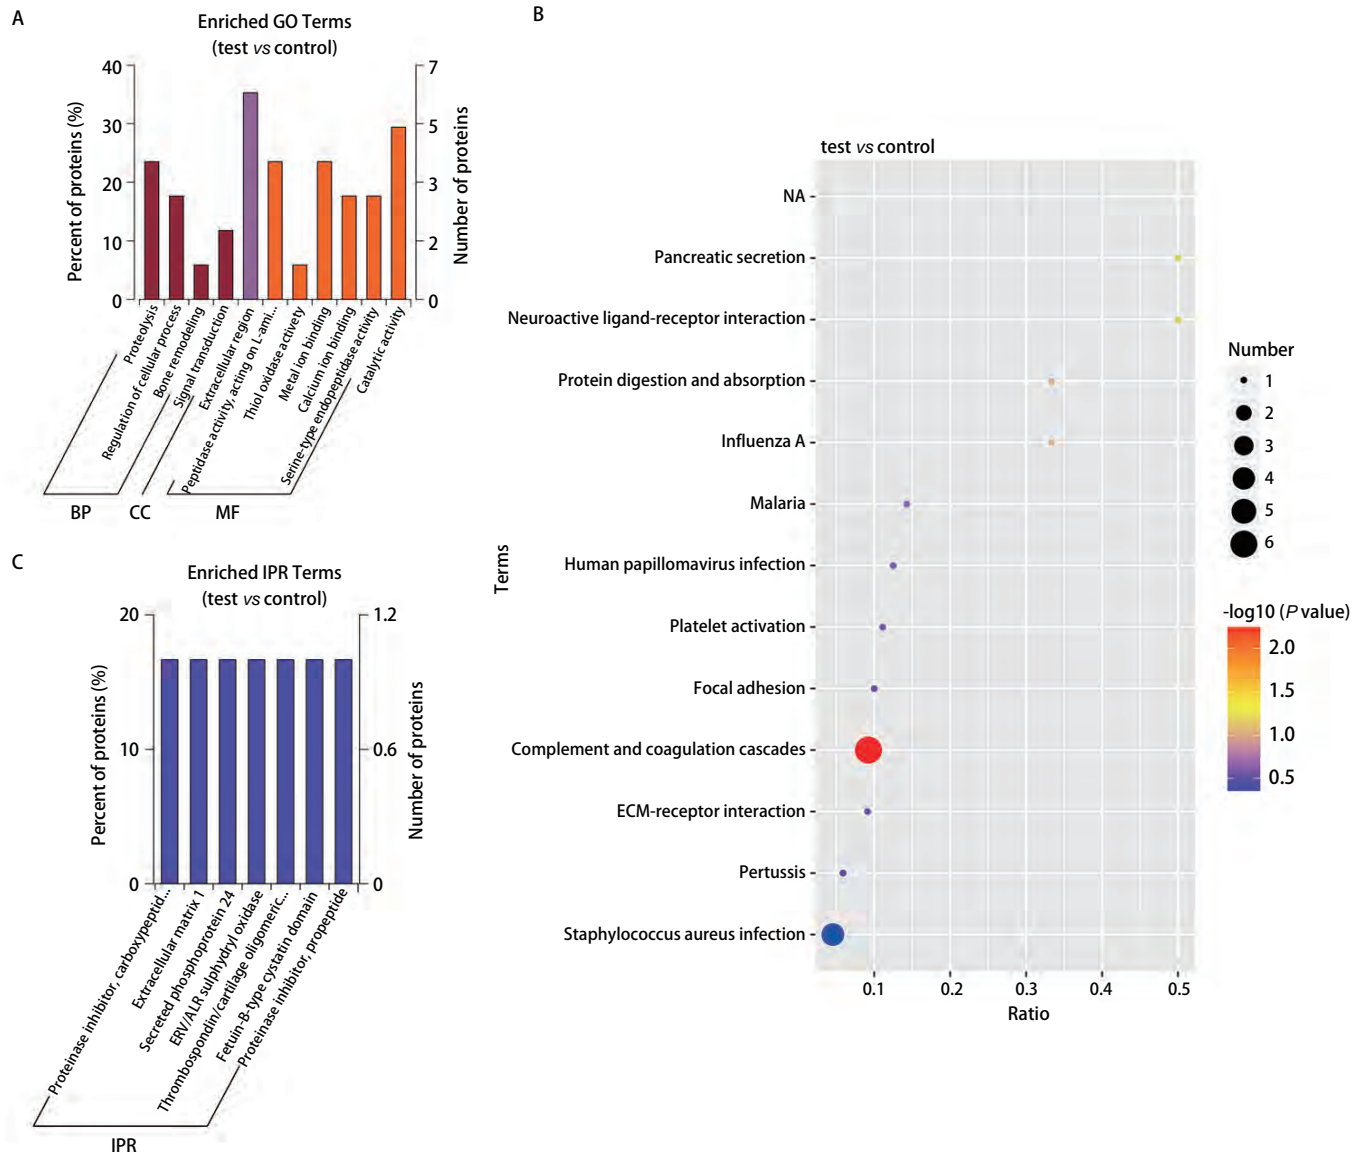 A
Enriched GO Terms
(test vs control)
Percent of proteins (%)
40
30
20
10
0
7
5
3
2
0
Number of proteins
Proteolysis
Regulation of cellular process
Bone remodeling
Signal transduction
Extracellular region
Peptidase activity, acting on L-ami...
Thiol oxidase activety
Metal ion binding
Calcium ion binding
Serine-type endopeptidase activity
Catalytic activity
BP
CC
MF
B
test vs control
Terms
NA
Pancreatic secretion
Neuroactive ligand-receptor interaction
Protein digestion and absorption
Influenza A
Malaria
Human papillomavirus infection
Platelet activation
Focal adhesion
Complement and coagulation cascades
ECM-receptor interaction
Pertussis
Staphylococcus aureus infection
0.1
0.2
0.3
0.4
0.5
Ratio
Number
1
2
3
4
5
6
-log10 (P value)
2.0
1.5
1.0
0.5
C
Enriched IPR Terms
(test vs control)
Percent of proteins (%)
20
10
0
1.2
0.6
0
Number of proteins
Proteinase inhibitor, carboxypeptid...
Extracellular matrix 1
Secreted phosphoprotein 24
ERV/ALR sulphydryl oxidase
Thrombospondin/cartilage oligomeric...
Fetuin-B-type cystatin domain
Proteinase inhibitor, propeptide
IPR